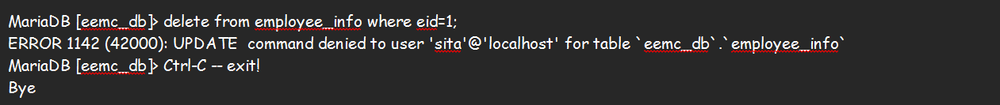 MariaDB [eemc_db]> delete from employee_info where eid=1;
ERROR 1142 (42000): UPDATE  command denied to user 'sita'@'localhost' for table `eemc_db`.`employee_info`
MariaDB [eemc_db]> Ctrl-C -- exit!
Bye